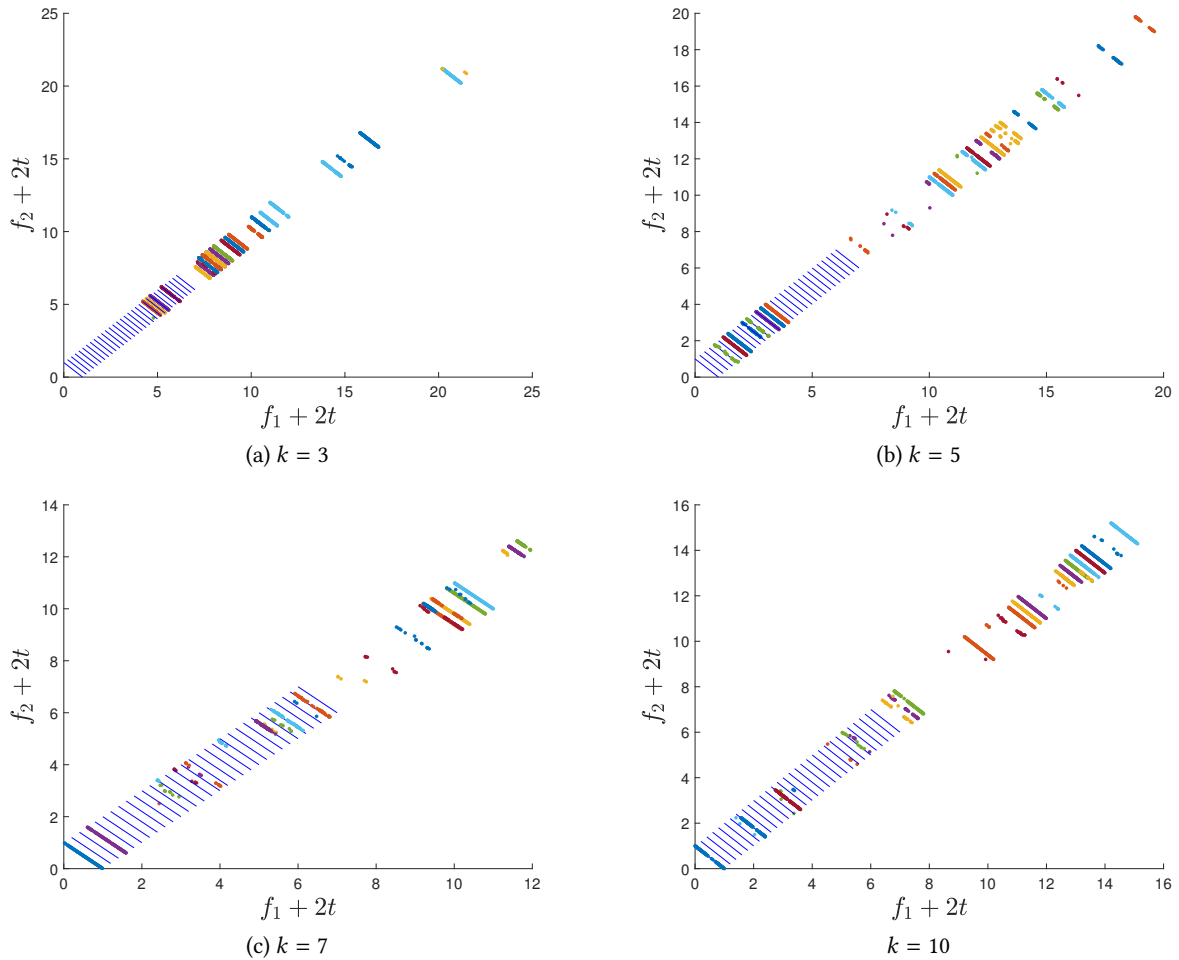 25
20
15
10
5
0
f₂ + 2t
0 5 10 15 20 25
f₁ + 2t
(a) k = 3
20
18
16
14
12
10
8
6
4
2
0
f₂ + 2t
0 5 10 15 20
f₁ + 2t
(b) k = 5
14
12
10
8
6
4
2
0
f₂ + 2t
0 2 4 6 8 10 12
f₁ + 2t
(c) k = 7
16
14
12
10
8
6
4
2
0
f₂ + 2t
0 2 4 6 8 10 12 14 16
f₁ + 2t
k = 10